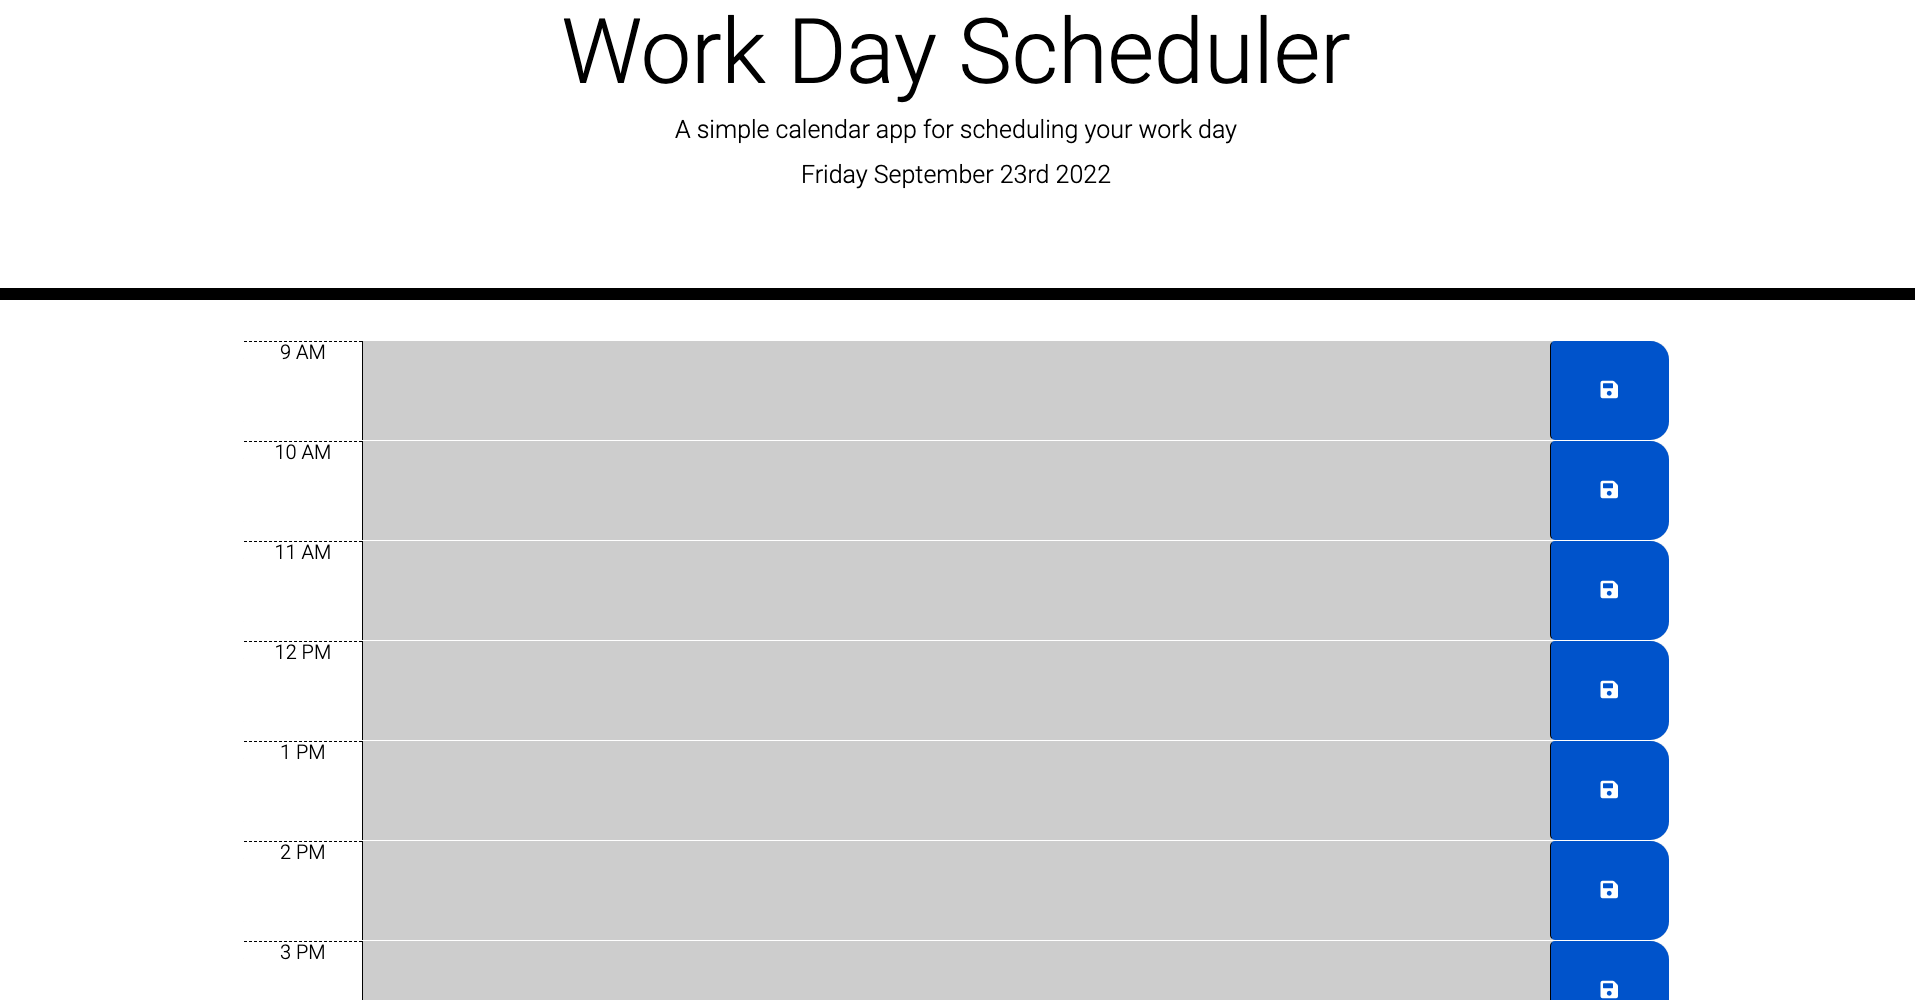 Work Day Scheduler
A simple calendar app for scheduling your work day
Friday September 23rd 2022
9 AM
10 AM
11 AM
12 PM
1 PM
2 PM
3 PM